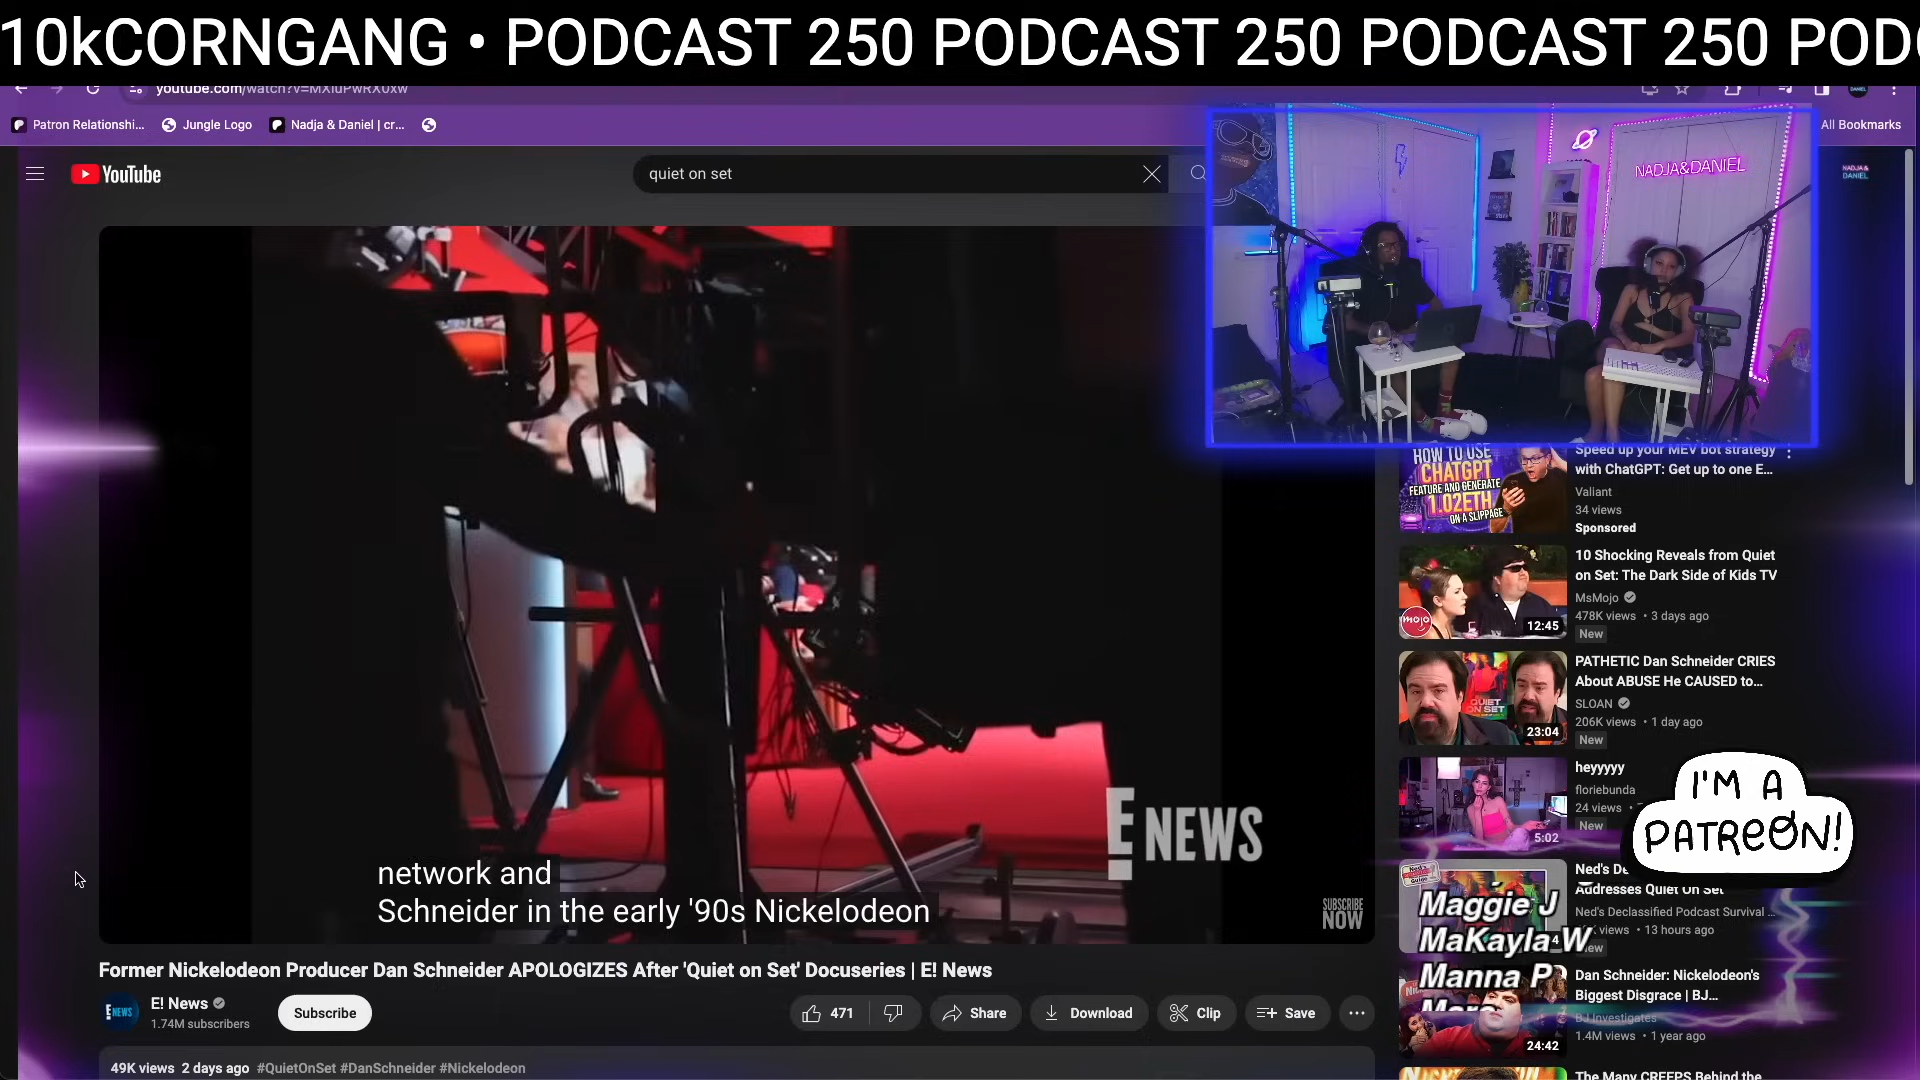 10kCORNGANG • PODCAST 250 PODCAST 250 PODCAST 250 POD
youtube.com/watch?v=MXluPwRX0xw
Patron Relationshi...
Jungle Logo
Nadja & Daniel | cr...
All Bookmarks
YouTube
quiet on set
NADJA&DANIEL
NADJA &
DANIEL
network and
Schneider in the early '90s Nickelodeon
E! NEWS
SUBSCRIBE
NOW
Former Nickelodeon Producer Dan Schneider APOLOGIZES After 'Quiet on Set' Docuseries | E! News
E! News
1.74M subscribers
Subscribe
471
Share
Download
Clip
Save
49K views 2 days ago #QuietOnSet #DanSchneider #Nickelodeon
HOW TO USE
CHATGPT
FEATURE AND GENERATE
1.02ETH
ON A SLIPPAGE
Speed up your MEV bot strategy
with ChatGPT: Get up to one E...
Valiant
34 views
Sponsored
mojo
12:45
10 Shocking Reveals from Quiet
on Set: The Dark Side of Kids TV
MsMojo
478K views • 3 days ago
New
QUIET
ON SET
23:04
PATHETIC Dan Schneider CRIES
About ABUSE He CAUSED to...
SLOAN
206K views • 1 day ago
New
5:02
heyyyyy
floriebunda
24 views
New
I'M A
PATREON!
Ned's De
Addresses Quiet On Set
Ned's Declassified Podcast Survival ...
views • 13 hours ago
Maggie J
MaKayla W
Manna P
Dan Schneider: Nickelodeon's
Biggest Disgrace | BJ...
BJ Investigates
1.4M views • 1 year ago
24:42
The Many CREEPS Behind the